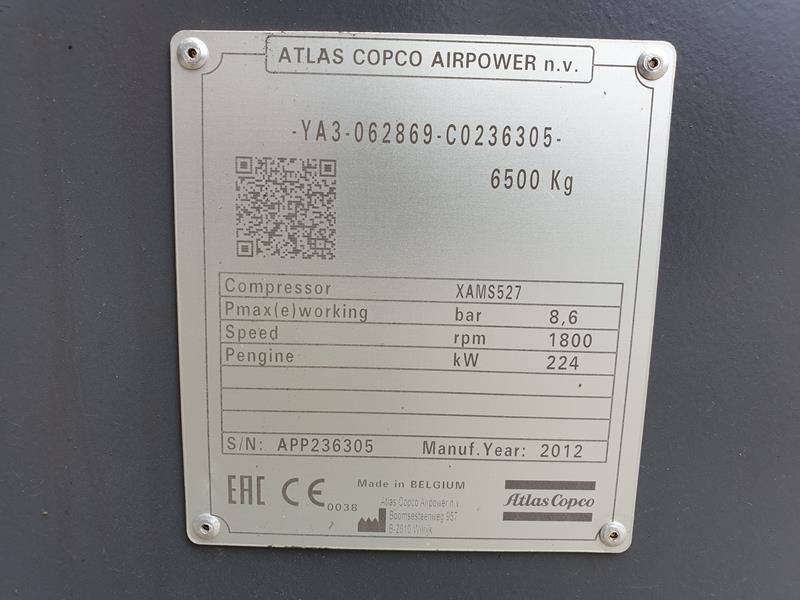 ATLAS COPCO AIRPOWER n.v.
-YA3-062869-C0236305-
6500 Kg
Compressor XAMS527
Pmax(e)working bar 8,6
Speed rpm 1800
Pengine kW 224
S/N: APP236305 Manuf.Year: 2012
EAC CE 0038
Made in BELGIUM
Atlas Copco Airpower n.v.
Boomsesteenweg 957
B-2610 Wilrijk
Atlas Copco